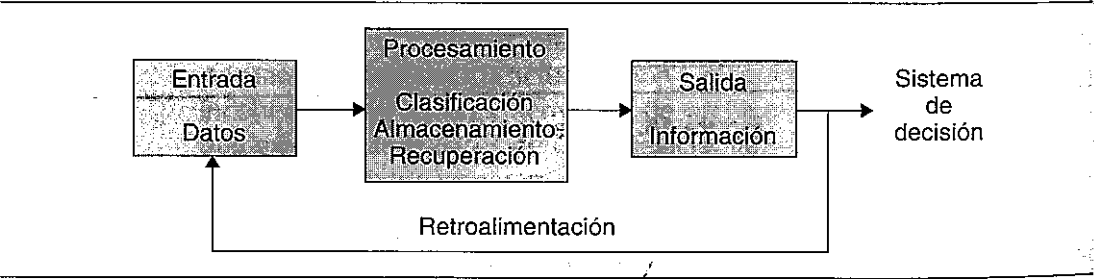 Entrada
Datos
Procesamiento
Clasificación
Almacenamiento
Recuperación
Salida
Información
Sistema
de
decisión
Retroalimentación